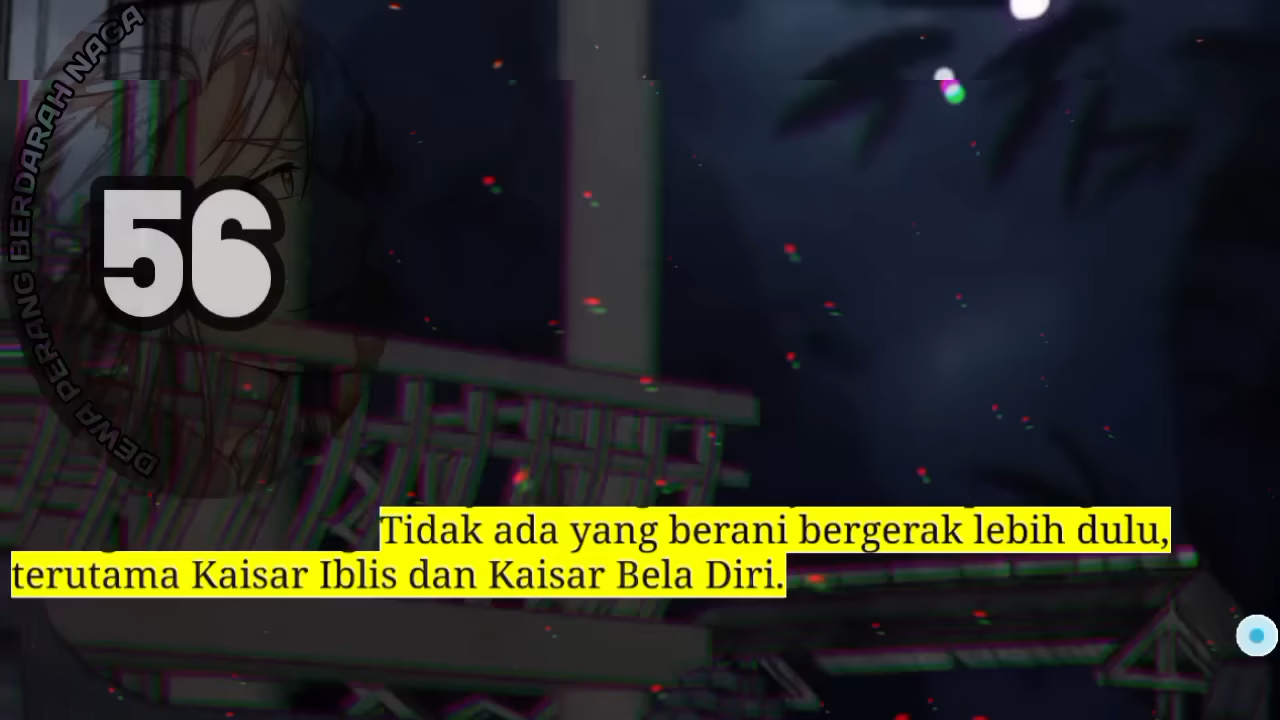 DEWA PERANG BERDARAH NAGA
56
Tidak ada yang berani bergerak lebih dulu,
terutama Kaisar Iblis dan Kaisar Bela Diri.